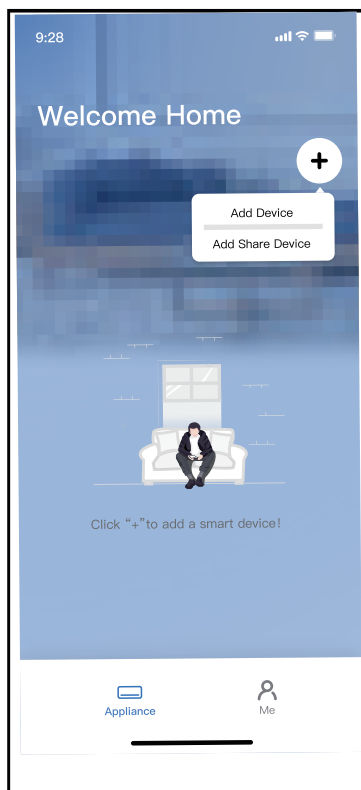 9:28
Welcome Home
+
Add Device
Add Share Device
Click “+”to add a smart device!
Appliance
Me